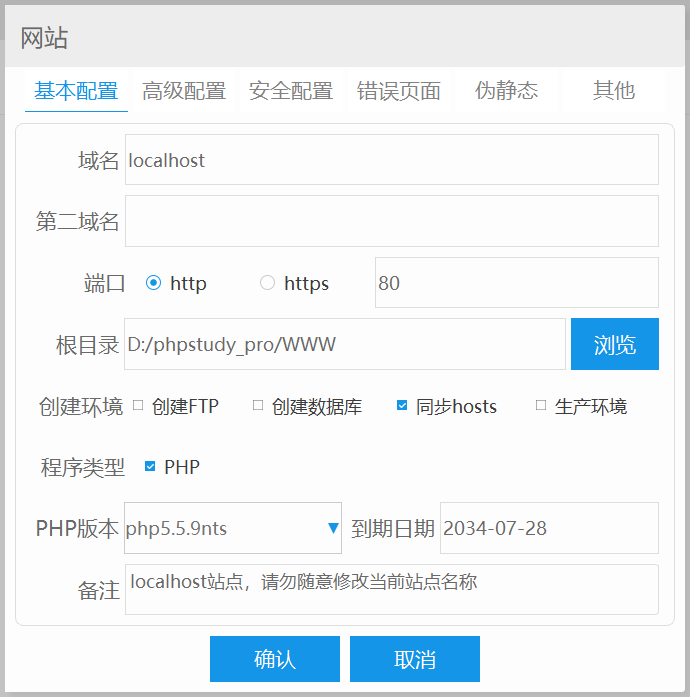 网站
基本配置 高级配置 安全配置 错误页面 伪静态 其他
域名 localhost
第二域名
端口 http https 80
根目录 D:/phpstudy_pro/WWW 浏览
创建环境 创建FTP 创建数据库 同步hosts 生产环境
程序类型 PHP
PHP版本 php5.5.9nts 到期日期 2034-07-28
备注 localhost站点，请勿随意修改当前站点名称
确认 取消